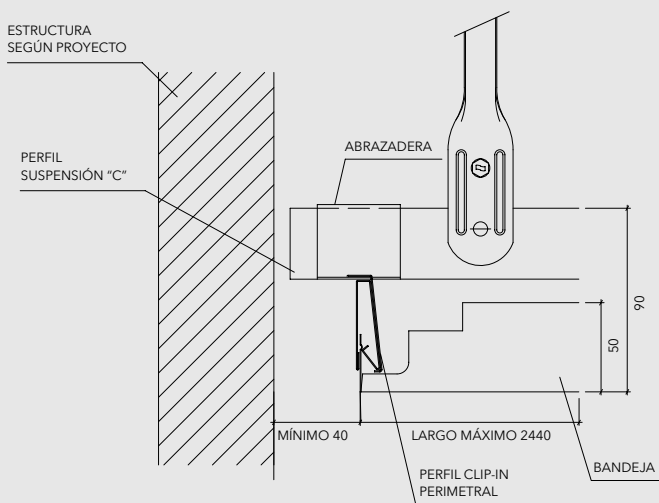 ESTRUCTURA
SEGÚN PROYECTO
ABRAZADERA
PERFIL
SUSPENSIÓN “C”
90
50
MÍNIMO 40
LARGO MÁXIMO 2440
PERFIL CLIP-IN
PERIMETRAL
BANDEJA